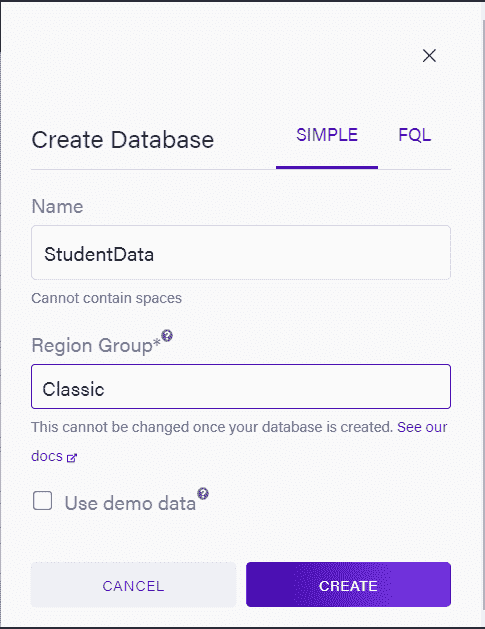 Create Database
SIMPLE
FQL
Name
StudentData
Cannot contain spaces
Region Group*?
Classic
This cannot be changed once your database is created. See our
docs
Use demo data?
CANCEL
CREATE